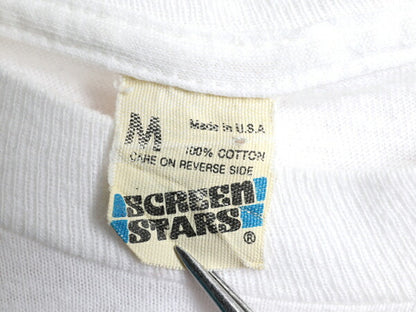 M
Made in U.S.A
100% COTTON
CARE ON REVERSE SIDE
SCREEN
STARS ®